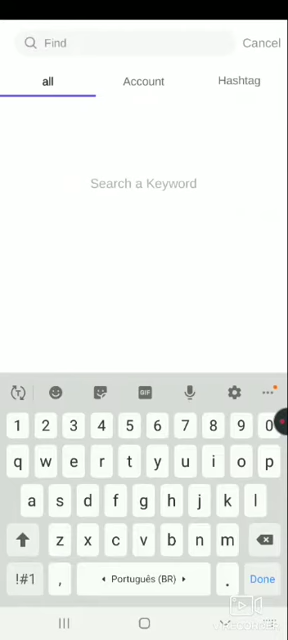 Find
Cancel
all
Account
Hashtag
Search a Keyword
GIF
1 2 3 4 5 6 7 8 9 0
q w e r t y u i o p
a s d f g h j k l
z x c v b n m
!#1 , Português (BR) . Done